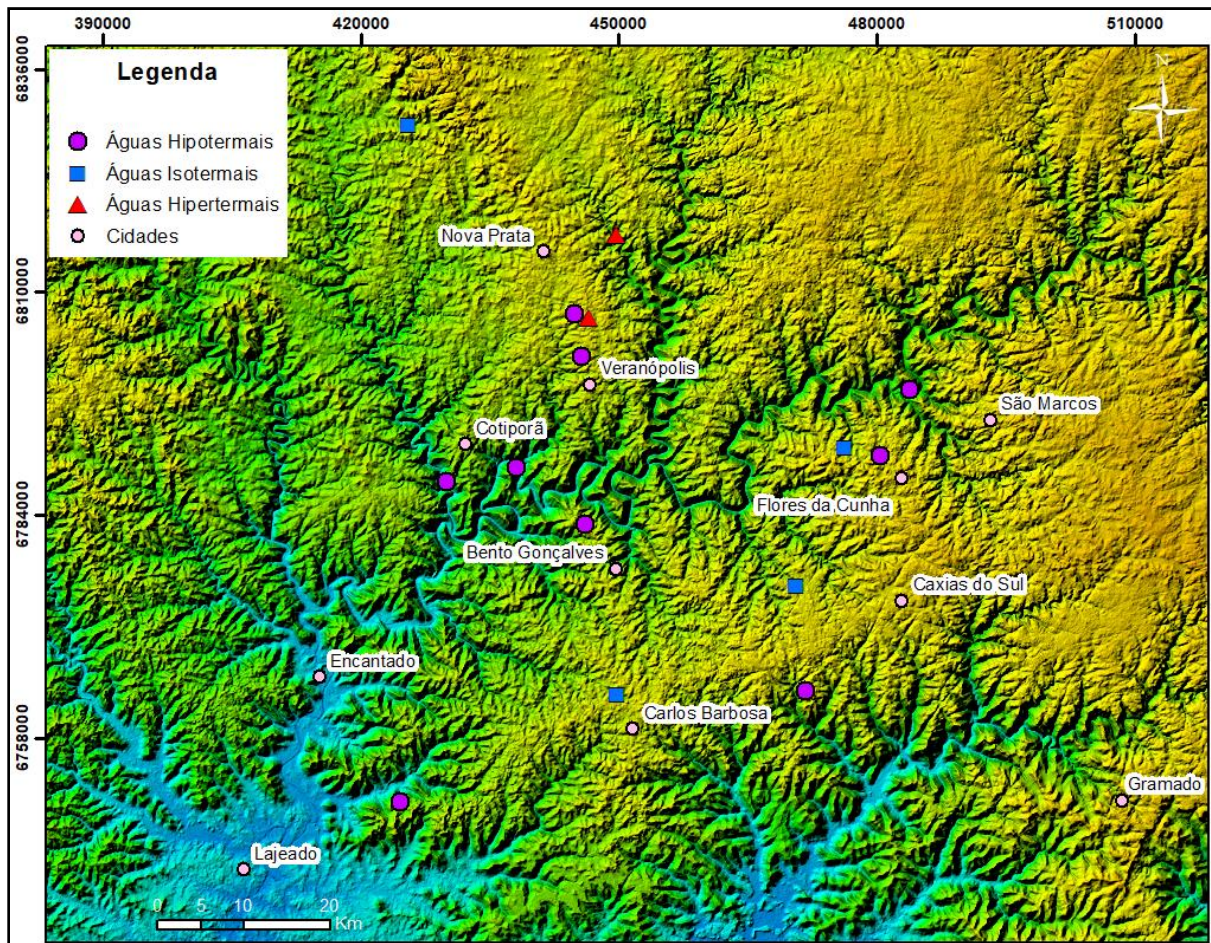 390000 420000 450000 480000 510000
6836000
6810000
6784000
6758000
Legenda
Águas Hipotermais
Águas Isotermais
Águas Hipertermais
Cidades
N
Nova Prata
Veranópolis
São Marcos
Cotiporã
Flores da Cunha
Bento Gonçalves
Caxias do Sul
Encantado
Carlos Barbosa
Gramado
Lajeado
0 5 10 20
Km